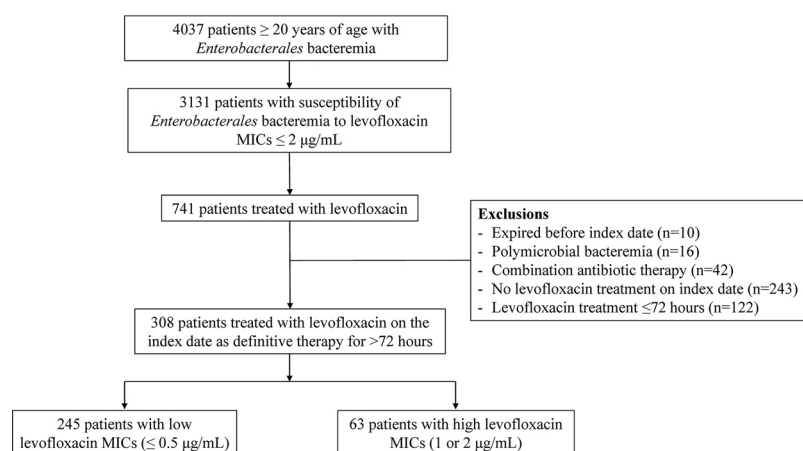 4037 patients ≥ 20 years of age with
Enterobacterales bacteremia
3131 patients with susceptibility of
Enterobacterales bacteremia to levofloxacin
MICs ≤ 2 μg/mL
741 patients treated with levofloxacin
Exclusions
- Expired before index date (n=10)
- Polymicrobial bacteremia (n=16)
- Combination antibiotic therapy (n=42)
- No levofloxacin treatment on index date (n=243)
- Levofloxacin treatment ≤72 hours (n=122)
308 patients treated with levofloxacin on the
index date as definitive therapy for >72 hours
245 patients with low
levofloxacin MICs (≤ 0.5 μg/mL)
63 patients with high levofloxacin
MICs (1 or 2 μg/mL)